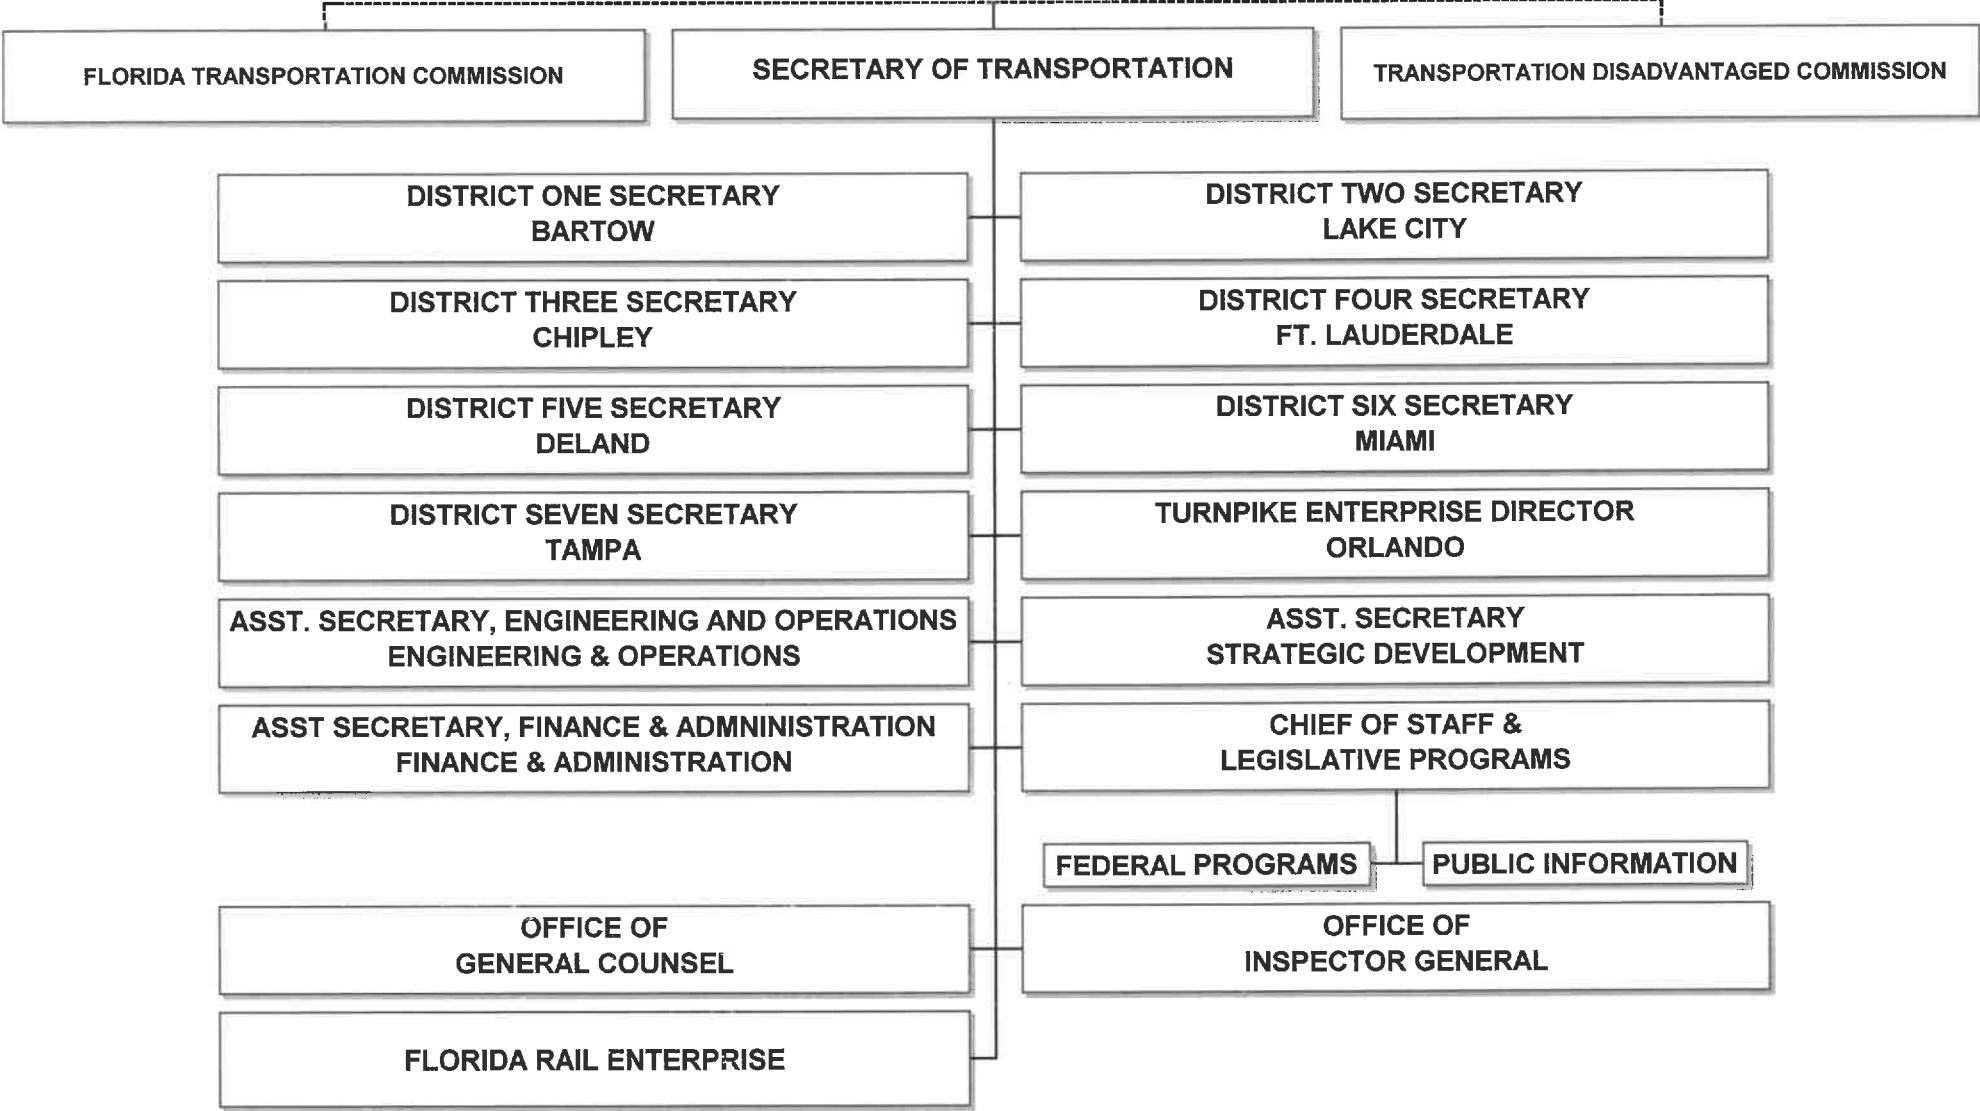 FLORIDA TRANSPORTATION COMMISSION
SECRETARY OF TRANSPORTATION
TRANSPORTATION DISADVANTAGED COMMISSION
DISTRICT ONE SECRETARY
BARTOW
DISTRICT TWO SECRETARY
LAKE CITY
DISTRICT THREE SECRETARY
CHIPLEY
DISTRICT FOUR SECRETARY
FT. LAUDERDALE
DISTRICT FIVE SECRETARY
DELAND
DISTRICT SIX SECRETARY
MIAMI
DISTRICT SEVEN SECRETARY
TAMPA
TURNPIKE ENTERPRISE DIRECTOR
ORLANDO
ASST. SECRETARY, ENGINEERING AND OPERATIONS
ENGINEERING & OPERATIONS
ASST. SECRETARY
STRATEGIC DEVELOPMENT
ASST SECRETARY, FINANCE & ADMNINISTRATION
FINANCE & ADMINISTRATION
CHIEF OF STAFF &
LEGISLATIVE PROGRAMS
FEDERAL PROGRAMS
PUBLIC INFORMATION
OFFICE OF
GENERAL COUNSEL
OFFICE OF
INSPECTOR GENERAL
FLORIDA RAIL ENTERPRISE